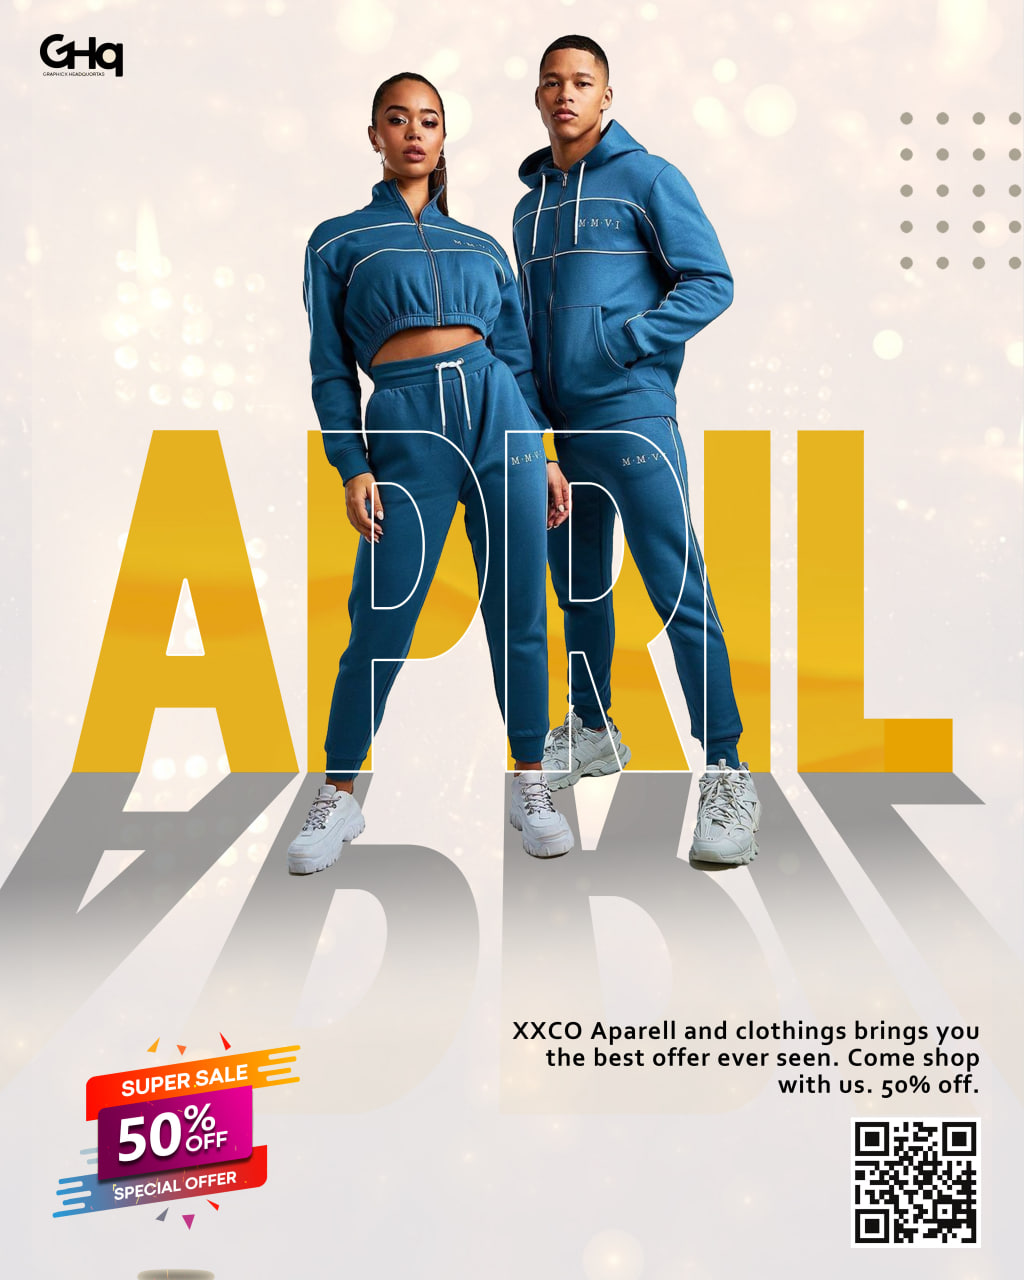 GHq
GRAPHICX HEADQUORTAS
M·M·V·I
M·M·V·I
M·M·V·I
M·M·V·I
APRIL
XXCO Aparell and clothings brings you
the best offer ever seen. Come shop
with us. 50% off.
SUPER SALE
50%
OFF
SPECIAL OFFER